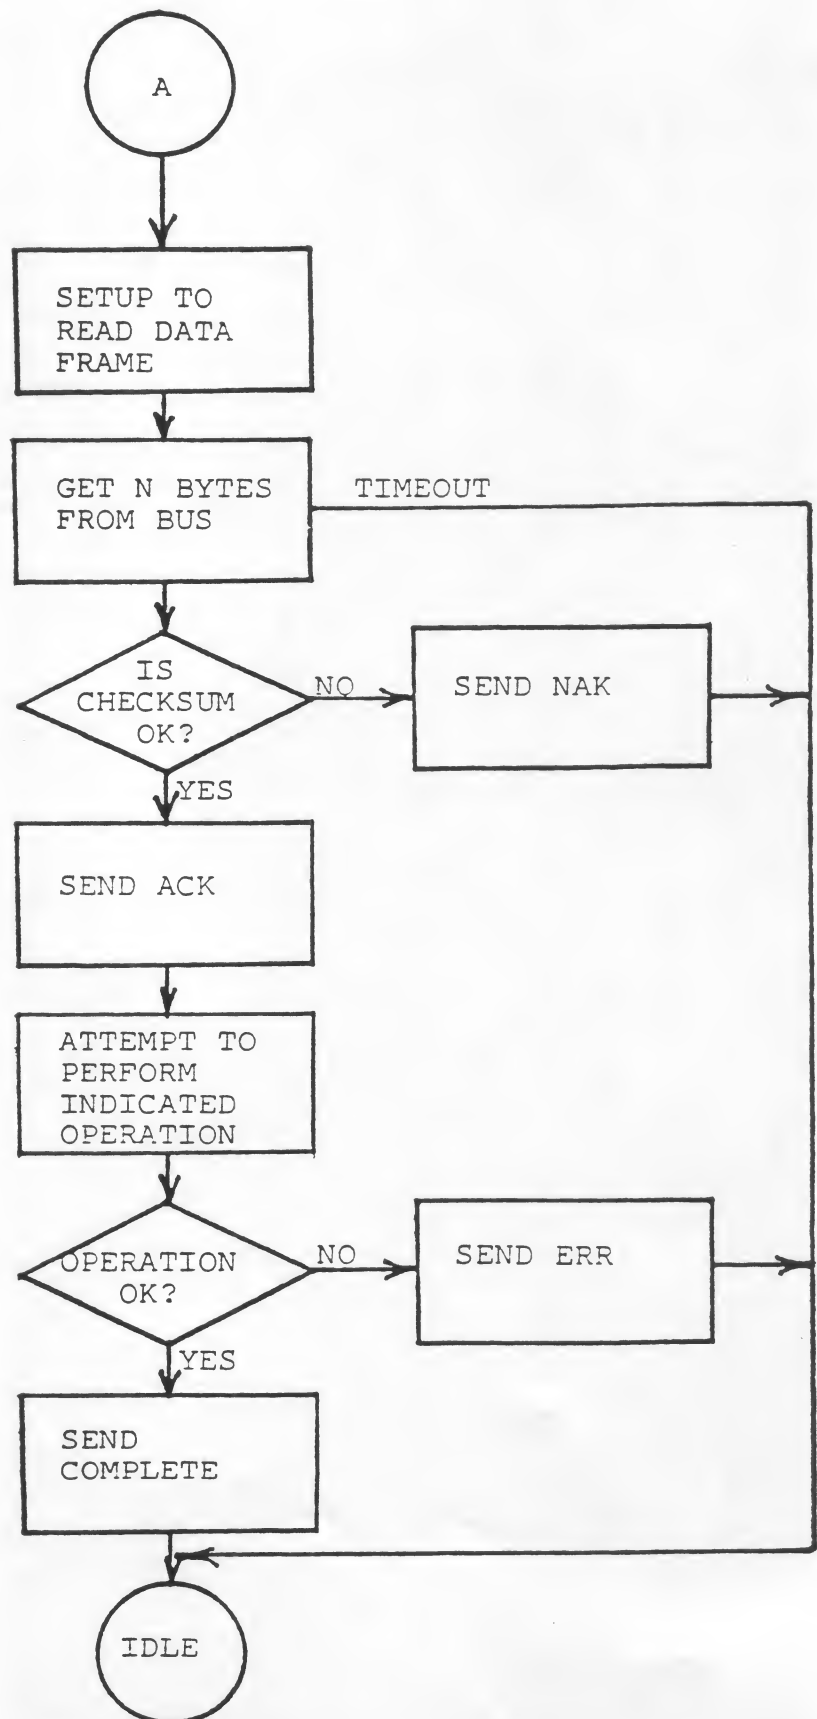 A
SETUP TO
READ DATA
FRAME
GET N BYTES
FROM BUS
TIMEOUT
IS
CHECKSUM
OK?
NO
SEND NAK
YES
SEND ACK
ATTEMPT TO
PERFORM
INDICATED
OPERATION
OPERATION
OK?
NO
SEND ERR
YES
SEND
COMPLETE
IDLE